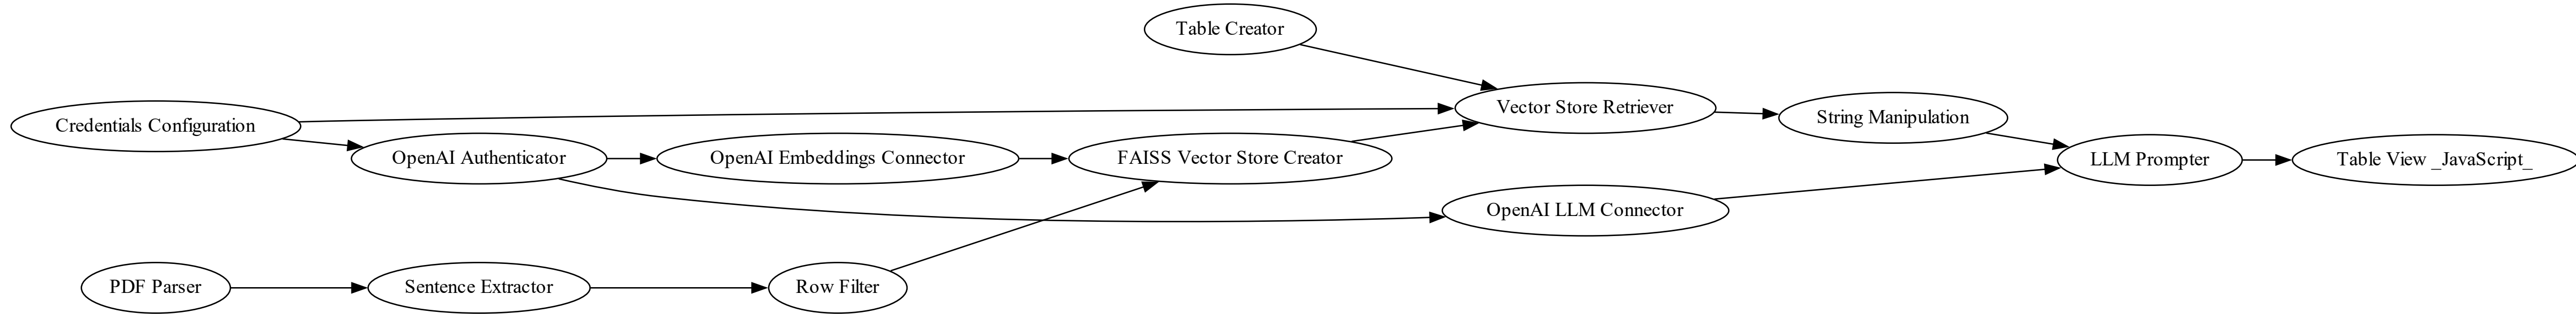 Table Creator
Credentials Configuration
Vector Store Retriever
String Manipulation
OpenAI Authenticator
OpenAI Embeddings Connector
FAISS Vector Store Creator
LLM Prompter
Table View _JavaScript_
OpenAI LLM Connector
PDF Parser
Sentence Extractor
Row Filter